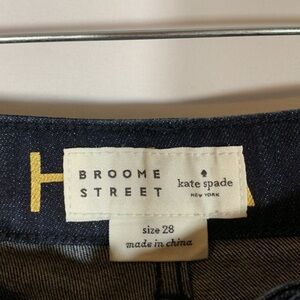 H
BROOME
STREET
kate spade
NEW YORK
size 28
made in china